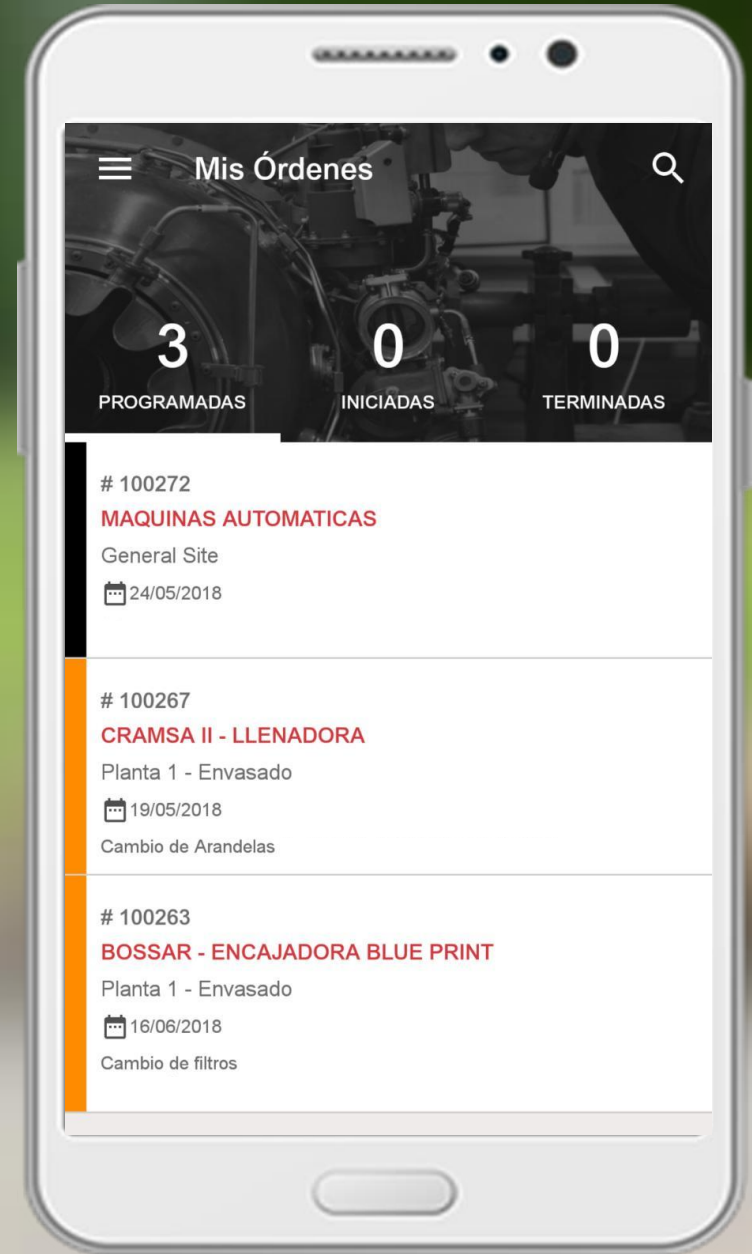 Mis Órdenes
3
0
0
PROGRAMADAS
INICIADAS
TERMINADAS
# 100272
MAQUINAS AUTOMATICAS
General Site
24/05/2018
# 100267
CRAMSA II - LLENADORA
Planta 1 - Envasado
19/05/2018
Cambio de Arandelas
# 100263
BOSSAR - ENCAJADORA BLUE PRINT
Planta 1 - Envasado
16/06/2018
Cambio de filtros